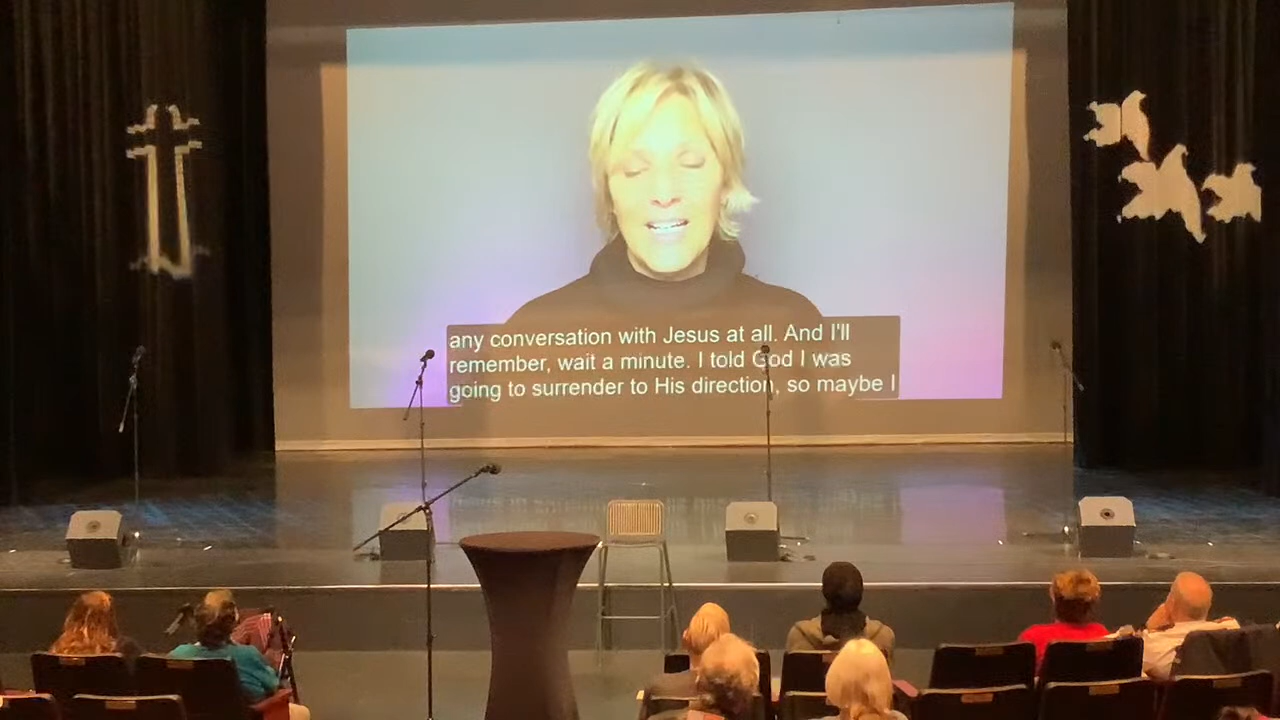 any conversation with Jesus at all. And I'll
remember, wait a minute. I told God I was
going to surrender to His direction, so maybe I